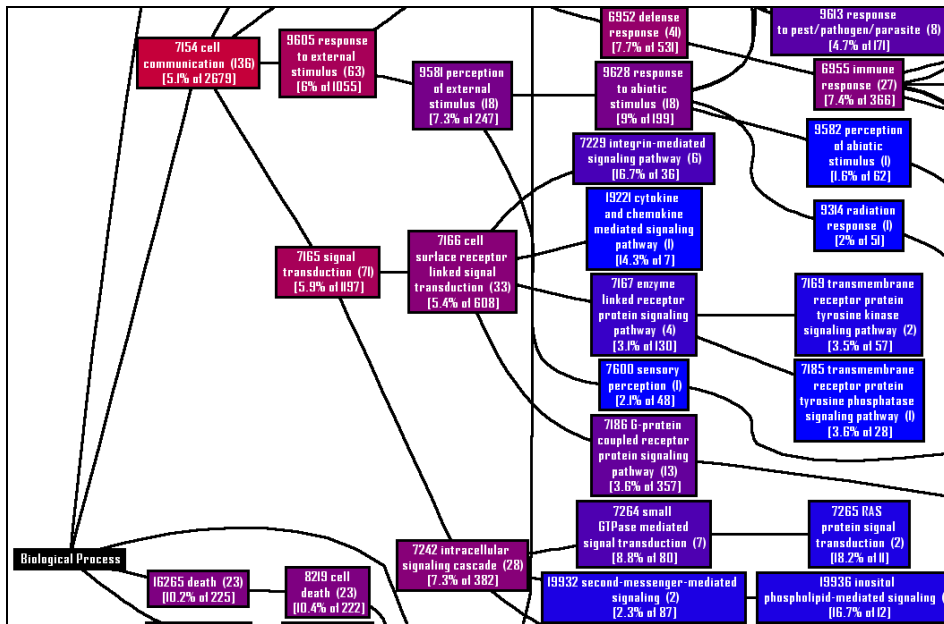 7154 cell
communication (136)
[5.1% of 2679]
9605 response
to external
stimulus (63)
[6% of 1055]
9581 perception
of external
stimulus (18)
[7.3% of 247]
6952 defense
response (41)
[7.7% of 531]
9613 response
to pest/pathogen/parasite (8)
[4.7% of 171]
9628 response
to abiotic
stimulus (18)
[9% of 199]
6955 immune
response (27)
[7.4% of 366]
7229 integrin-mediated
signaling pathway (6)
[16.7% of 36]
9582 perception
of abiotic
stimulus (1)
[1.6% of 62]
19221 cytokine
and chemokine
mediated signaling
pathway (1)
[14.3% of 7]
9314 radiation
response (1)
[2% of 51]
7165 signal
transduction (71)
[5.9% of 1197]
7166 cell
surface receptor
linked signal
transduction (33)
[5.4% of 608]
7167 enzyme
linked receptor
protein signaling
pathway (4)
[3.1% of 130]
7169 transmembrane
receptor protein
tyrosine kinase
signaling pathway (2)
[3.5% of 57]
7600 sensory
perception (1)
[2.1% of 48]
7185 transmembrane
receptor protein
tyrosine phosphatase
signaling pathway (1)
[3.6% of 28]
7186 G-protein
coupled receptor
protein signaling
pathway (13)
[3.6% of 357]
7264 small
GTPase mediated
signal transduction (7)
[8.8% of 80]
7265 RAS
protein signal
transduction (2)
[18.2% of 11]
Biological Process
7242 intracellular
signaling cascade (28)
[7.3% of 382]
16265 death (23)
[10.2% of 225]
8219 cell
death (23)
[10.4% of 222]
19932 second-messenger-mediated
signaling (2)
[2.3% of 87]
19936 inositol
phospholipid-mediated signaling (
[16.7% of 12]